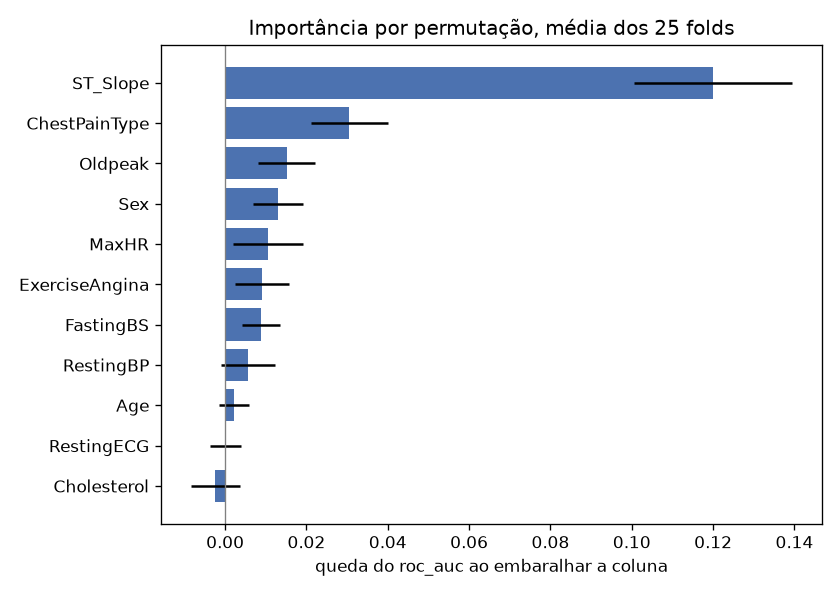 Importância por permutação, média dos 25 folds
ST_Slope
ChestPainType
Oldpeak
Sex
MaxHR
ExerciseAngina
FastingBS
RestingBP
Age
RestingECG
Cholesterol
0.00 0.02 0.04 0.06 0.08 0.10 0.12 0.14
queda do roc_auc ao embaralhar a coluna